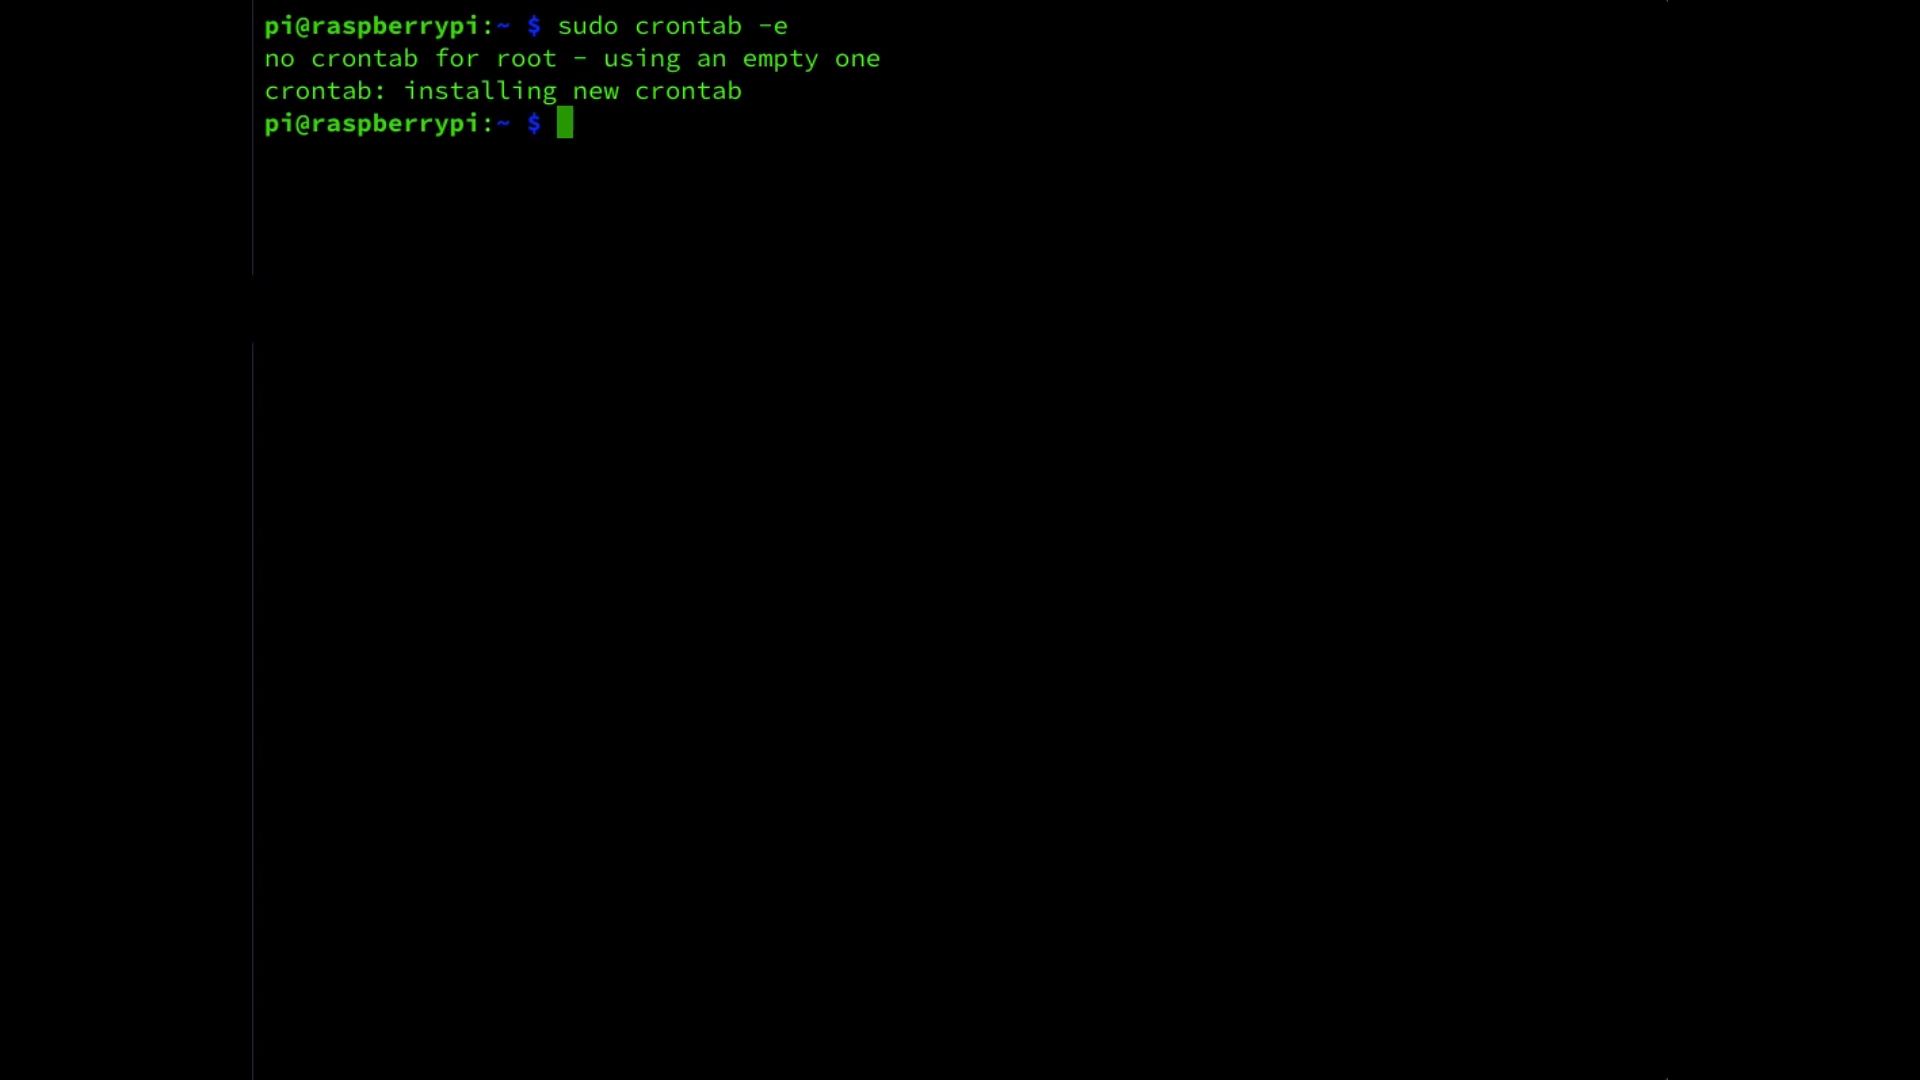 pi@raspberrypi:~ $ sudo crontab -e
no crontab for root - using an empty one
crontab: installing new crontab
pi@raspberrypi:~ $